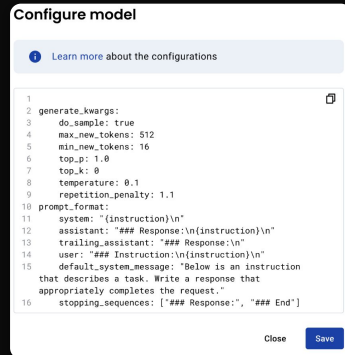 Configure model
Learn more about the configurations
1
2 generate_kwargs:
3     do_sample: true
4     max_new_tokens: 512
5     min_new_tokens: 16
6     top_p: 1.0
7     top_k: 0
8     temperature: 0.1
9     repetition_penalty: 1.1
10 prompt_format:
11     system: "{instruction}\n"
12     assistant: "### Response:\n{instruction}\n"
13     trailing_assistant: "### Response:\n"
14     user: "### Instruction:\n{instruction}\n"
15     default_system_message: "Below is an instruction
that describes a task. Write a response that
appropriately completes the request."
16     stopping_sequences: ["### Response:", "### End"]
Close Save